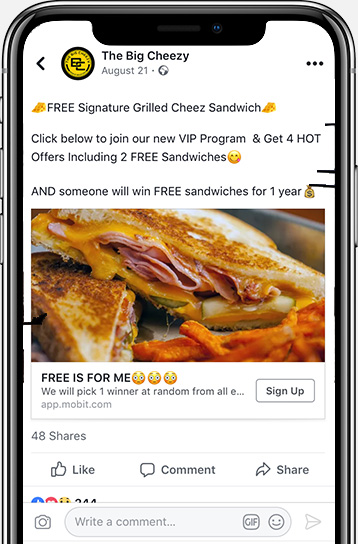 The Big Cheezy
August 21 ·
🧀FREE Signature Grilled Cheez Sandwich🧀
Click below to join our new VIP Program & Get 4 HOT
Offers Including 2 FREE Sandwiches😋
AND someone will win FREE sandwiches for 1 year💰
FREE IS FOR ME😳😳😳
We will pick 1 winner at random from all e...
Sign Up
app.mobit.com
48 Shares
Like
Comment
Share
244
Write a comment...
GIF